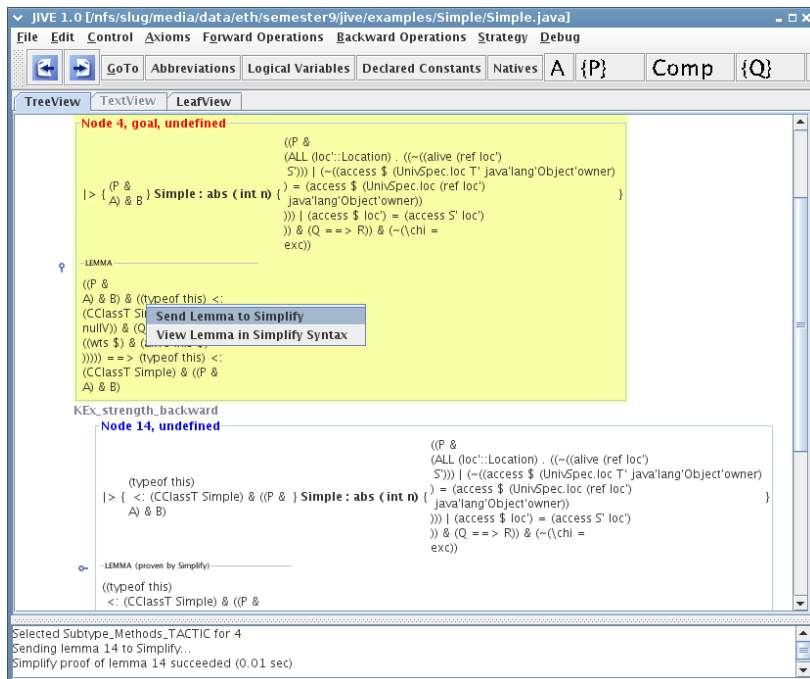 JIVE 1.0 [/nfs/slug/media/data/eth/semester9/jive/examples/Simple/Simple.java]
File Edit Control Axioms Forward Operations Backward Operations Strategy Debug
GoTo Abbreviations Logical Variables Declared Constants Natives A {P} Comp {Q}
TreeView TextView LeafView
Node 4, goal, undefined
((P &
(ALL (loc'::Location) . ((~((alive (ref loc')
S'))) | (~((access $ (UnivSpec.loc T' java'lang'Object'owner)
|> { (P & A) & B } Simple : abs ( int n) { ) = (access $ (UnivSpec.loc (ref loc') }
java'lang'Object'owner))
))) | (access $ loc') = (access S' loc')
)) & (Q ==> R)) & (~(\chi =
exc))
LEMMA
((P &
A) & B) & ((typeof this) <:
(CClassT Si
nullV)) & (Q
((wts $) & (
))))) ==> (typeof this) <:
(CClassT Simple) & ((P &
A) & B)
Send Lemma to Simplify
View Lemma in Simplify Syntax
KEx_strength_backward
Node 14, undefined
((P &
(ALL (loc'::Location) . ((~((alive (ref loc')
S'))) | (~((access $ (UnivSpec.loc T' java'lang'Object'owner)
(typeof this)
|> { <: (CClassT Simple) & ((P & } Simple : abs ( int n) { ) = (access $ (UnivSpec.loc (ref loc') }
A) & B)
java'lang'Object'owner))
))) | (access $ loc') = (access S' loc')
)) & (Q ==> R)) & (~(\chi =
exc))
LEMMA (proven by Simplify)
((typeof this)
<: (CClassT Simple) & ((P &
Selected Subtype_Methods_TACTIC for 4
Sending lemma 14 to Simplify...
Simplify proof of lemma 14 succeeded (0.01 sec)